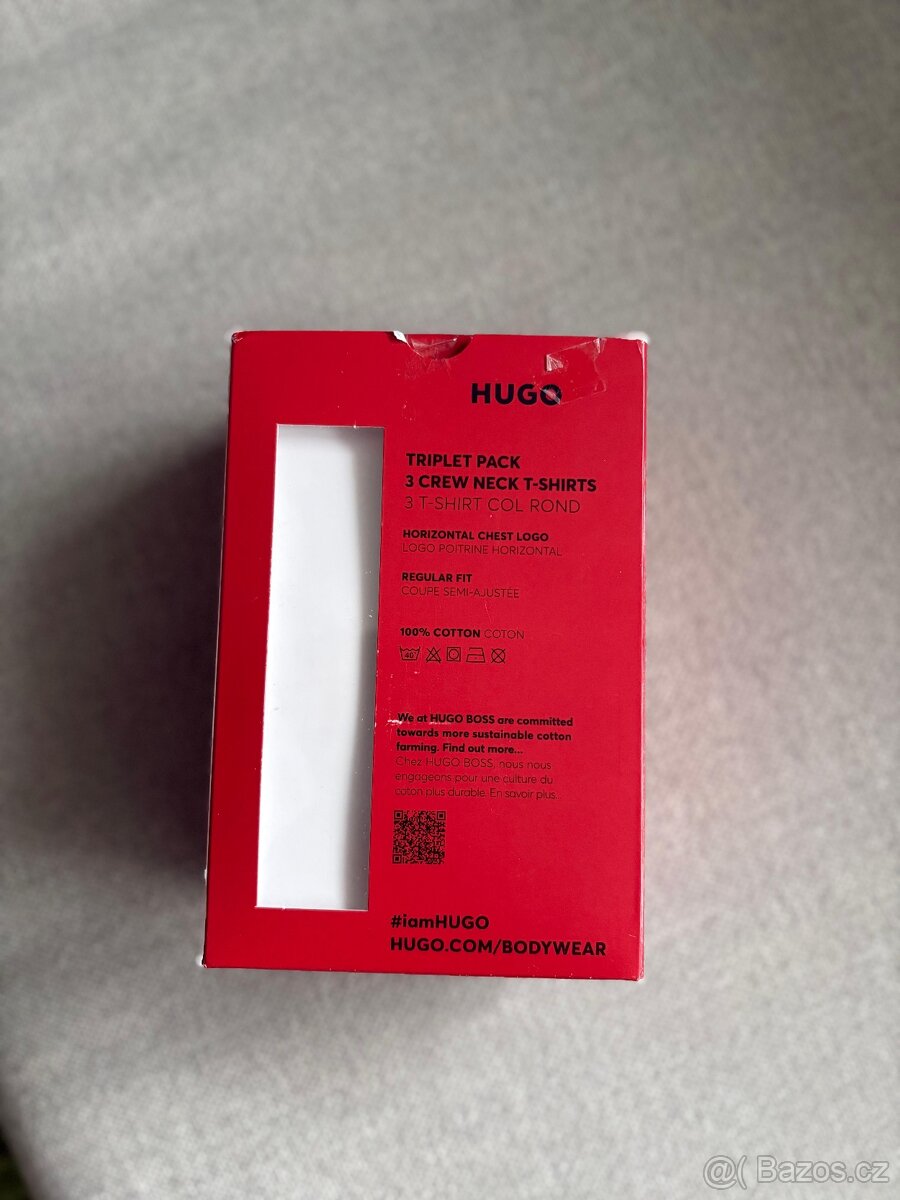 HUGO
TRIPLET PACK
3 CREW NECK T-SHIRTS
3 T-SHIRT COL ROND
HORIZONTAL CHEST LOGO
LOGO POITRINE HORIZONTAL
REGULAR FIT
COUPE SEMI-AJUSTÉE
100% COTTON COTON
40
We at HUGO BOSS are committed
towards more sustainable cotton
farming. Find out more...
Chez HUGO BOSS, nous nous
engageons pour une culture du
coton plus durable. En savoir plus...
#iamHUGO
HUGO.COM/BODYWEAR
@( Bazos.cz